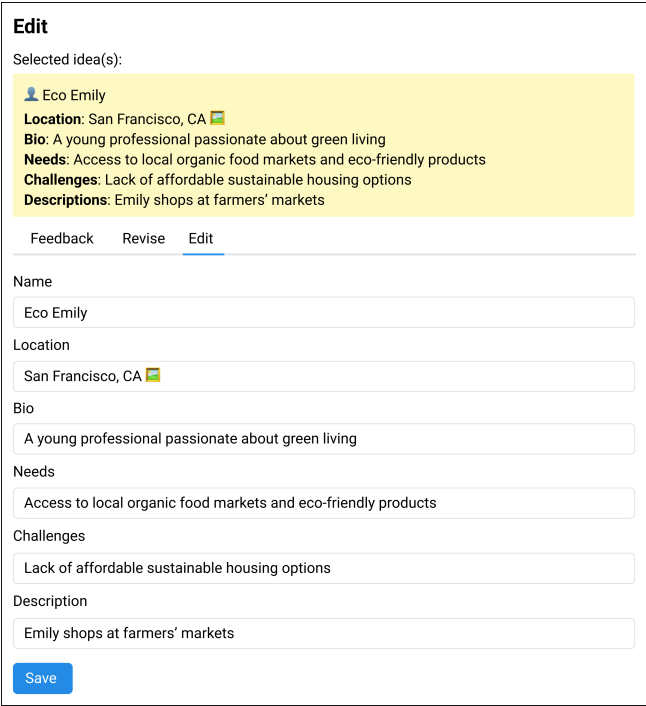 Edit
Selected idea(s):
👤 Eco Emily
Location: San Francisco, CA 🖼️
Bio: A young professional passionate about green living
Needs: Access to local organic food markets and eco-friendly products
Challenges: Lack of affordable sustainable housing options
Descriptions: Emily shops at farmers’ markets
Feedback Revise Edit
Name
Eco Emily
Location
San Francisco, CA 🖼️
Bio
A young professional passionate about green living
Needs
Access to local organic food markets and eco-friendly products
Challenges
Lack of affordable sustainable housing options
Description
Emily shops at farmers’ markets
Save